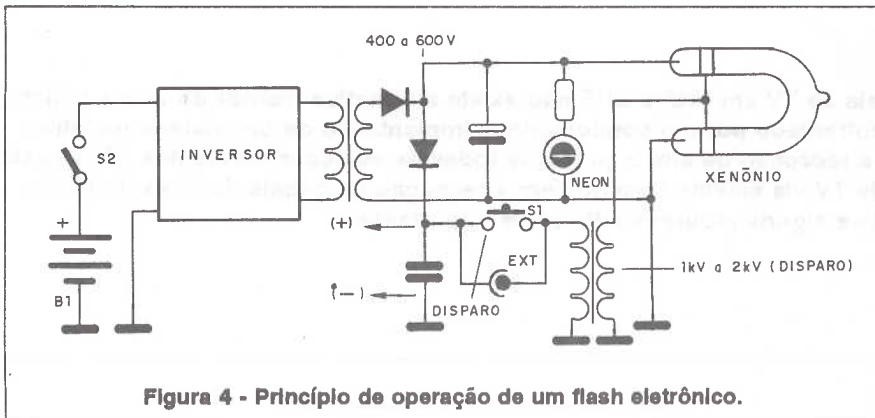 400 a 600V
S2
INVERSOR
NEON
XENÔNIO
+
(+)
S1
EXT
1kV a 2kV (DISPARO)
(−)
B1
DISPARO
Figura 4 - Princípio de operação de um flash eletrônico.